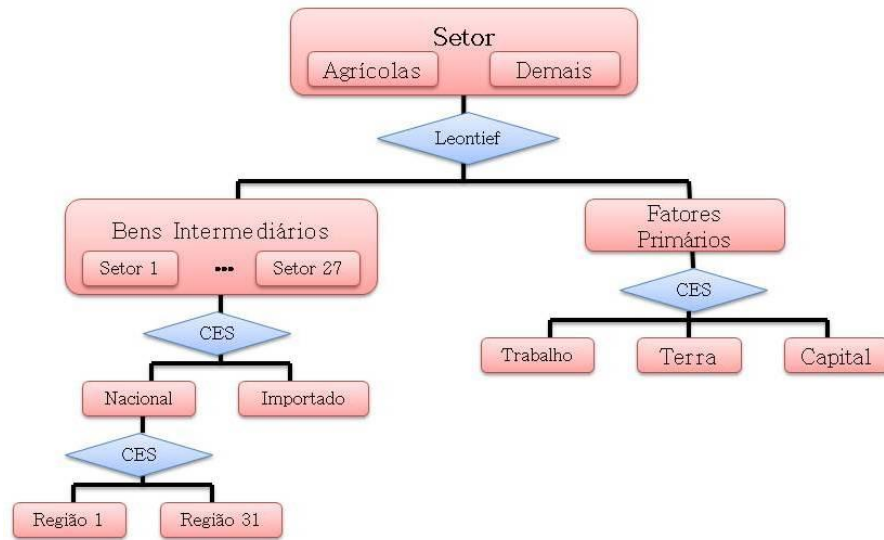 Setor
Agrícolas
Demais
Leontief
Bens Intermediários
Setor 1
...
Setor 27
Fatores
Primários
CES
CES
Trabalho
Terra
Capital
Nacional
Importado
CES
Região 1
Região 31